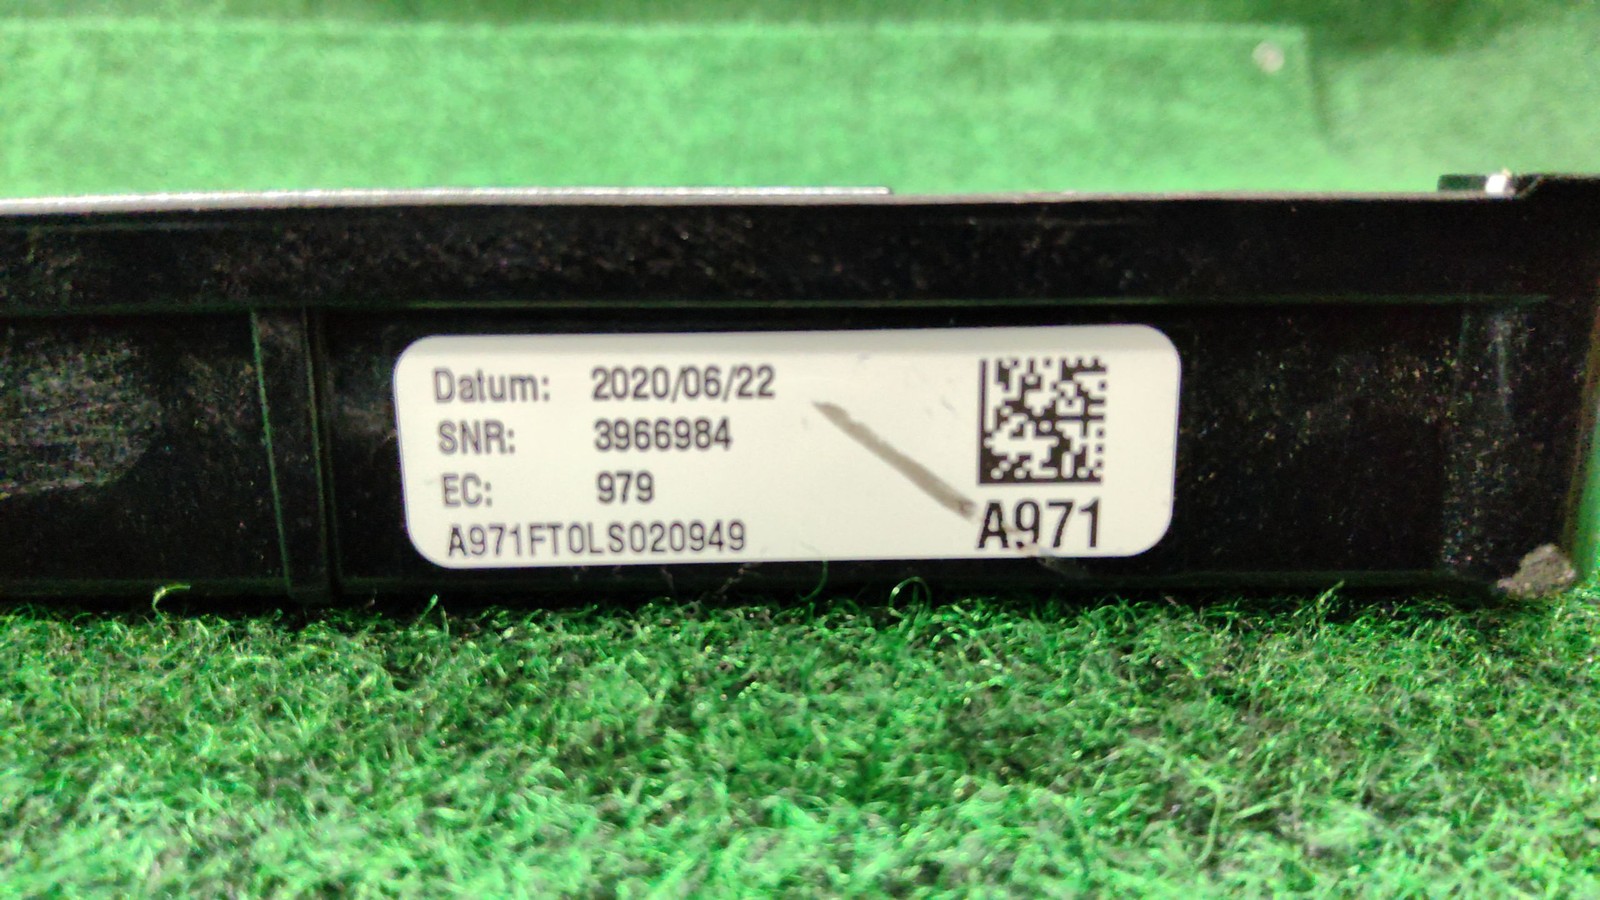 Datum: 2020/06/22
SNR: 3966984
EC: 979
A971FT0LS020949
A971